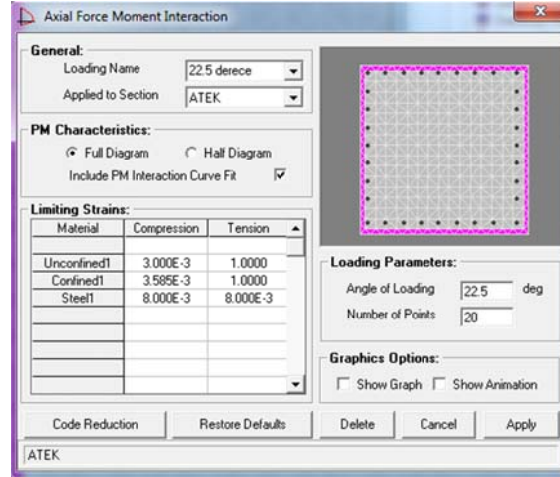 Axial Force Moment Interaction
General:
Loading Name 22.5 derece
Applied to Section ATEK
PM Characteristics:
Full Diagram Half Diagram
Include PM Interaction Curve Fit
Limiting Strains:
Material Compression Tension
Unconfined1 3.000E-3 1.0000
Confined1 3.585E-3 1.0000
Steel1 8.000E-3 8.000E-3
Loading Parameters:
Angle of Loading 22.5 deg
Number of Points 20
Graphics Options:
Show Graph Show Animation
Code Reduction Restore Defaults Delete Cancel Apply
ATEK